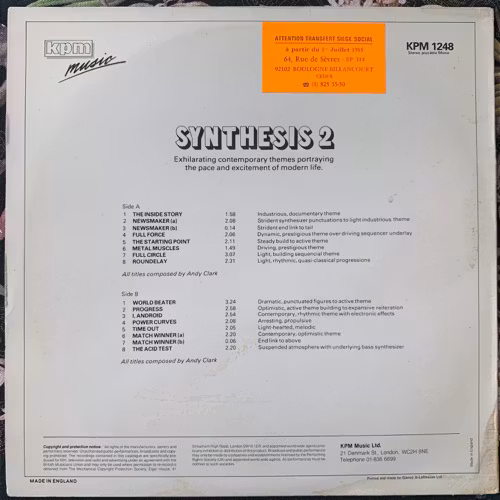 kpm
music
ATTENTION TRANSFERT SIEGE SOCIAL
à partir du 1er Juillet
64, Rue de Sèvres - BP 314
92102 BOULOGNE BILLANCOURT
KPM 1248
SYNTHESIS 2
Exhilarating contemporary themes portraying
the pace and excitement of modern life.
Side A
1 THE INSIDE STORY 1.58 Industrious, documentary theme
2 NEWSMAKER (a) 2.08 Strident synthesizer punctuations to light industrious theme
3 NEWSMAKER (b) 0.14 Strident end link to tail
4 FULL FORCE 2.06 Dynamic, prestigious theme over driving sequencer underlay
5 THE STARTING POINT 2.11 Steady build to active theme
6 METAL MUSCLES 1.49 Driving, prestigious theme
7 FULL CIRCLE 3.07 Light, building sequencial theme
8 ROUNDELAY 2.31 Light, rhythmic, quasi-classical progressions
All titles composed by Andy Clark
Side B
1 WORLD BEATER 3.24 Dramatic, punctuated figures to active theme
2 PROGRESS 2.58 Optimistic, active theme building to expansive reiteration
3 LANDROID 2.54 Contemporary, rhythmic theme with electronic effects
4 POWER CURVES 2.08 Arresting, propulsive
5 TIME OUT 2.05 Light-hearted, melodic
6 MATCH WINNER (a) 2.20 Contemporary, optimistic theme
7 MATCH WINNER (b) 0.06 End link to above
8 THE ACID TEST 2.20 Suspended atmosphere with underlying bass synthesizer
All titles composed by Andy Clark
Copyright and protection notice.
KPM Music Ltd.
21 Denmark St., London. WC2H 8NE
Telephone 01-836 6699
MADE IN ENGLAND